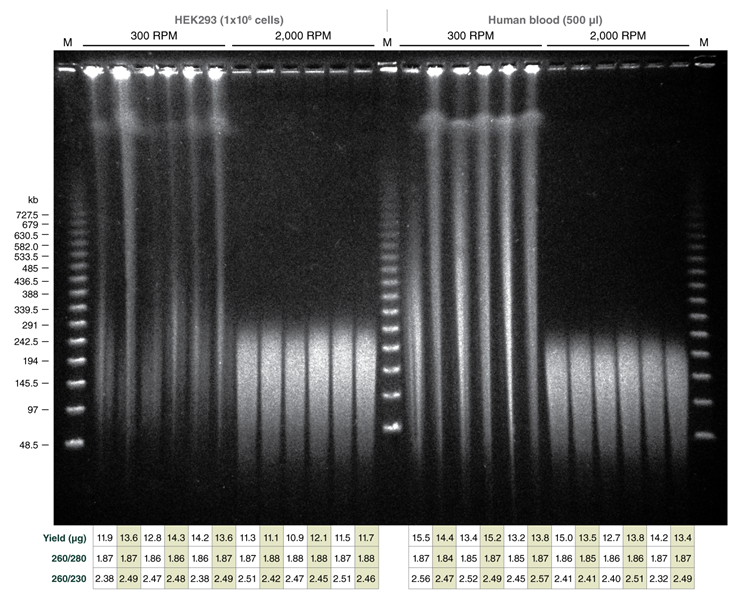 HEK293 (1x10⁶ cells) Human blood (500 µl)
M 300 RPM 2,000 RPM M 300 RPM 2,000 RPM M
kb
727.5
679
630.5
582.0
533.5
485
436.5
388
339.5
291
242.5
194
145.5
97
48.5
Yield (µg) 11.9 13.6 12.8 14.3 14.2 13.6 11.3 11.1 10.9 12.1 11.5 11.7 15.5 14.4 13.4 15.2 13.2 13.8 15.0 13.5 12.7 13.8 14.2 13.4
260/280 1.87 1.87 1.86 1.86 1.86 1.87 1.87 1.88 1.88 1.88 1.87 1.88 1.87 1.84 1.85 1.87 1.85 1.87 1.86 1.85 1.86 1.86 1.87 1.87
260/230 2.38 2.49 2.47 2.48 2.38 2.49 2.51 2.42 2.47 2.45 2.51 2.46 2.56 2.47 2.52 2.49 2.45 2.57 2.41 2.41 2.40 2.51 2.32 2.49